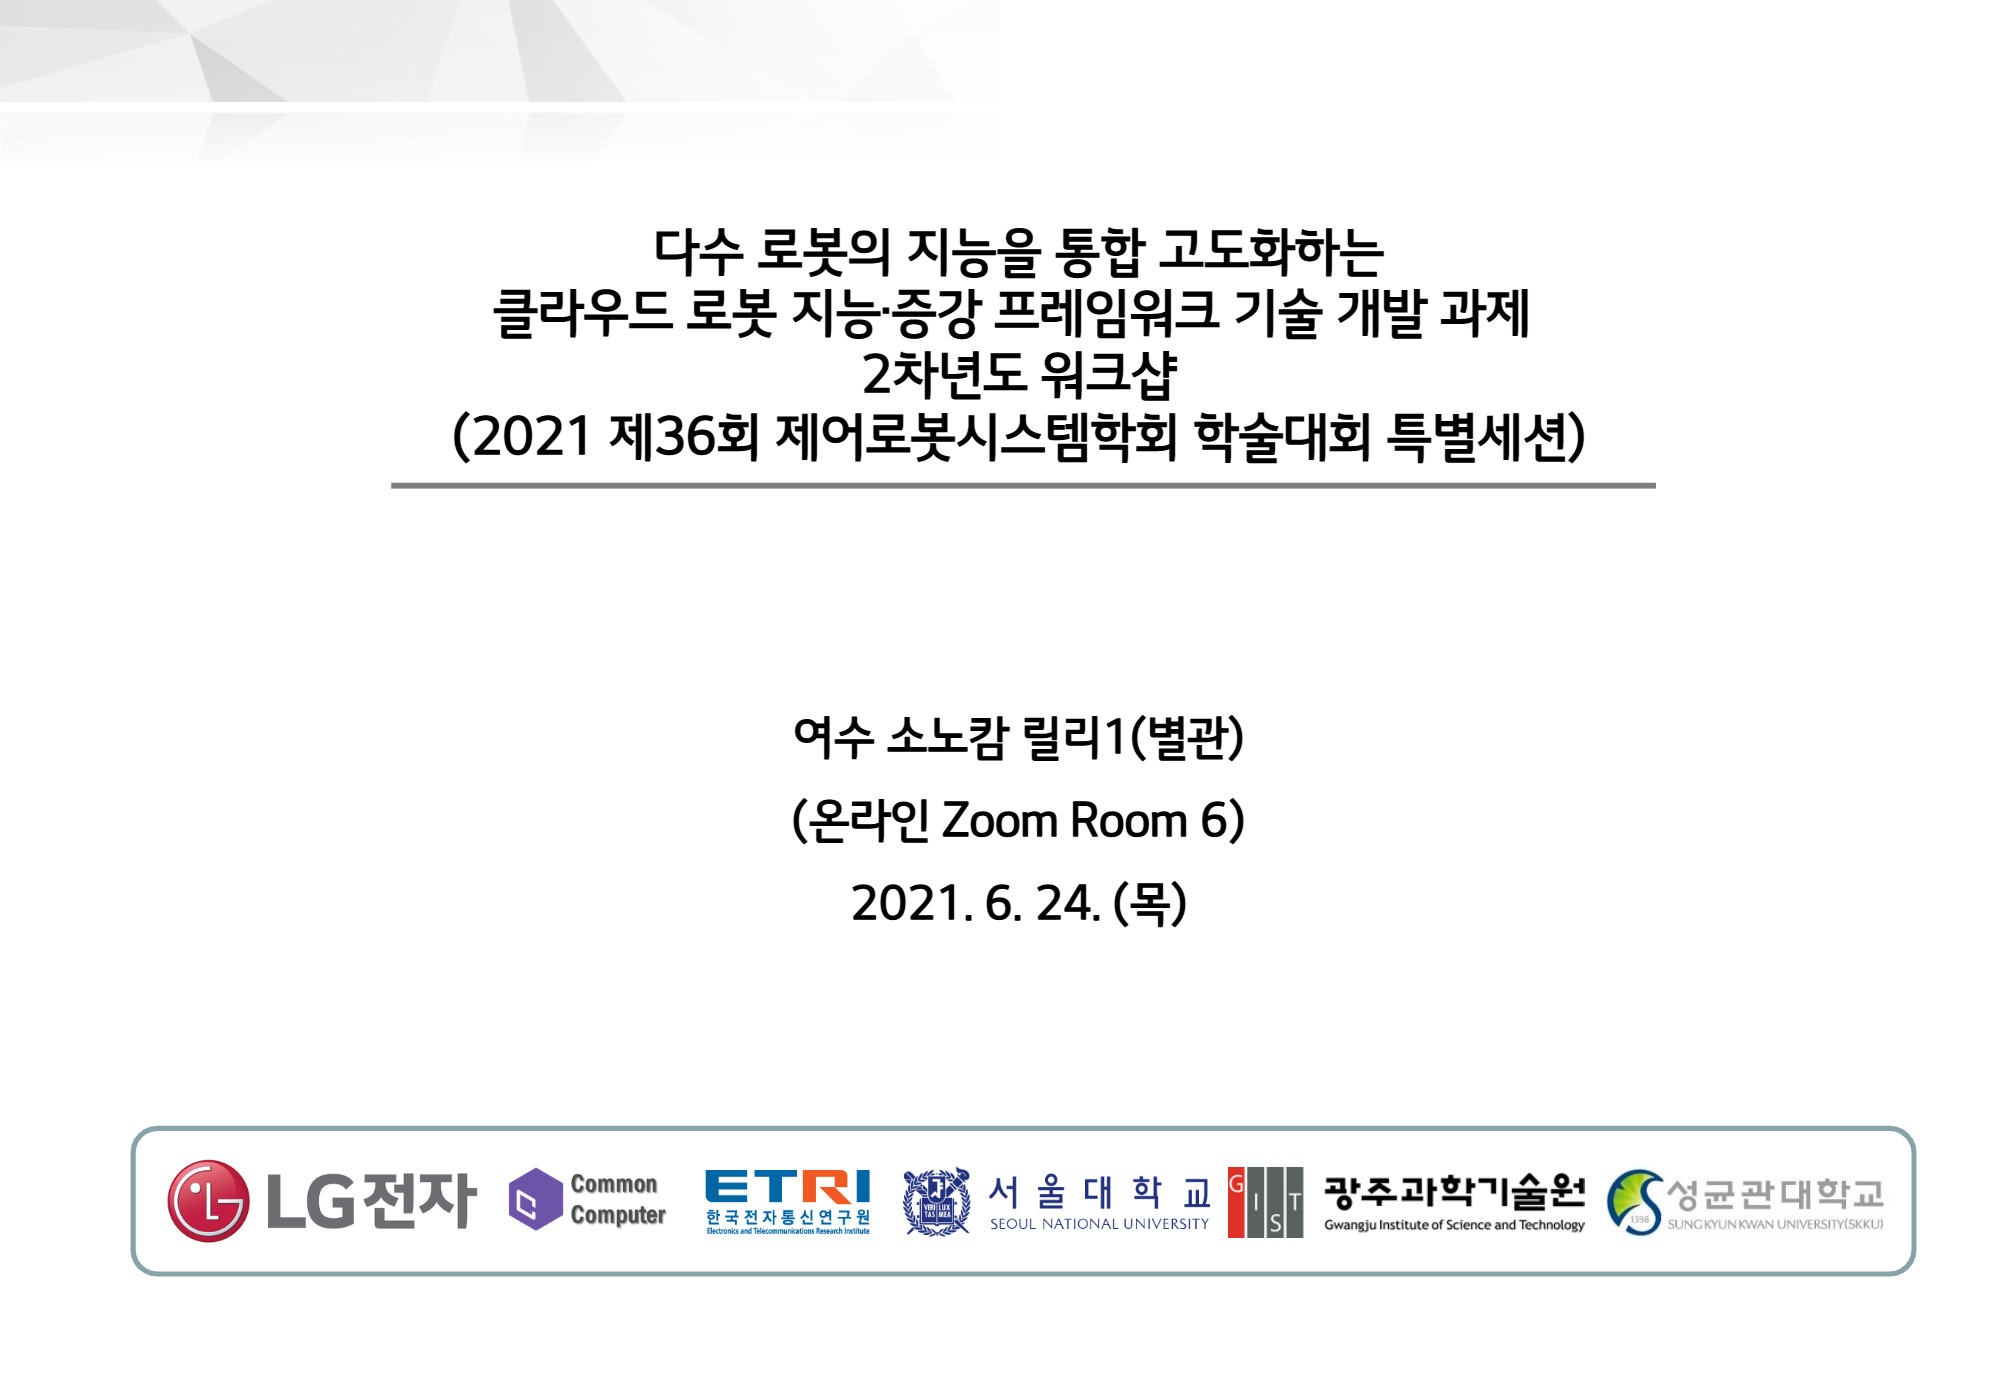 다수 로봇의 지능을 통합 고도화하는
클라우드 로봇 지능·증강 프레임워크 기술 개발 과제
2차년도 워크샵
(2021 제36회 제어로봇시스템학회 학술대회 특별세션)
여수 소노캄 릴리1(별관)
(온라인 Zoom Room 6)
2021. 6. 24. (목)
LG전자
Common
Computer
ETRI
한국전자통신연구원
Electronics and Telecommunications Research Institute
VERI LUX
TAS MEA
서울대학교
SEOUL NATIONAL UNIVERSITY
GIST
광주과학기술원
Gwangju Institute of Science and Technology
1398
성균관대학교
SUNGKYUNKWAN UNIVERSITY(SKKU)